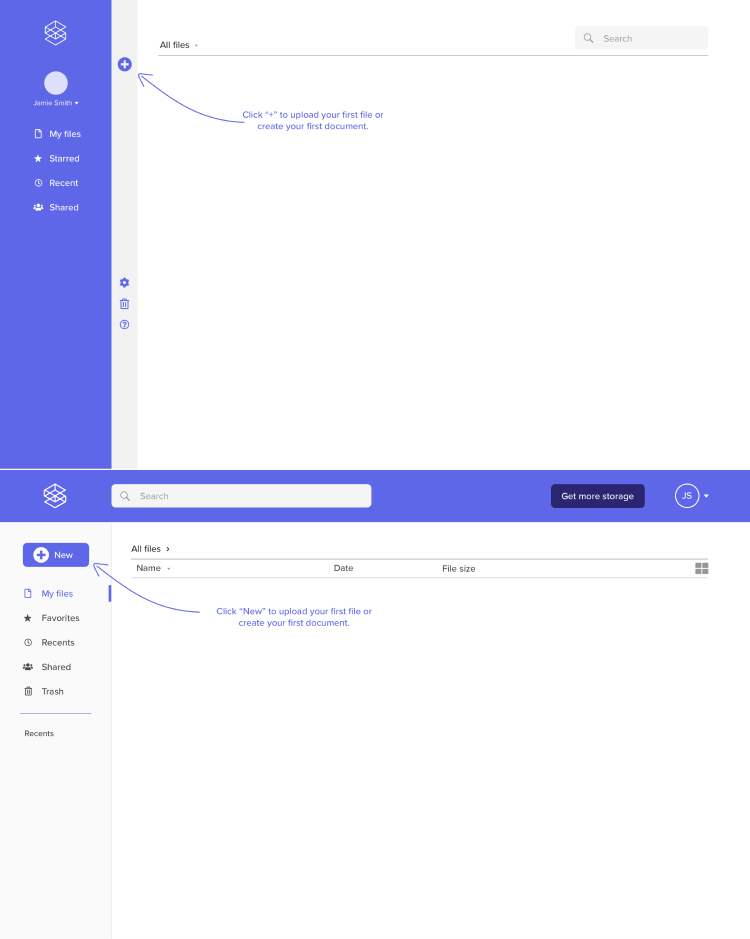 All files
Search
Jamie Smith
Click “+” to upload your first file or
create your first document.
My files
Starred
Recent
Shared
Search
Get more storage
JS
New
All files
Name
Date
File size
My files
Click “New” to upload your first file or
create your first document.
Favorites
Recents
Shared
Trash
Recents